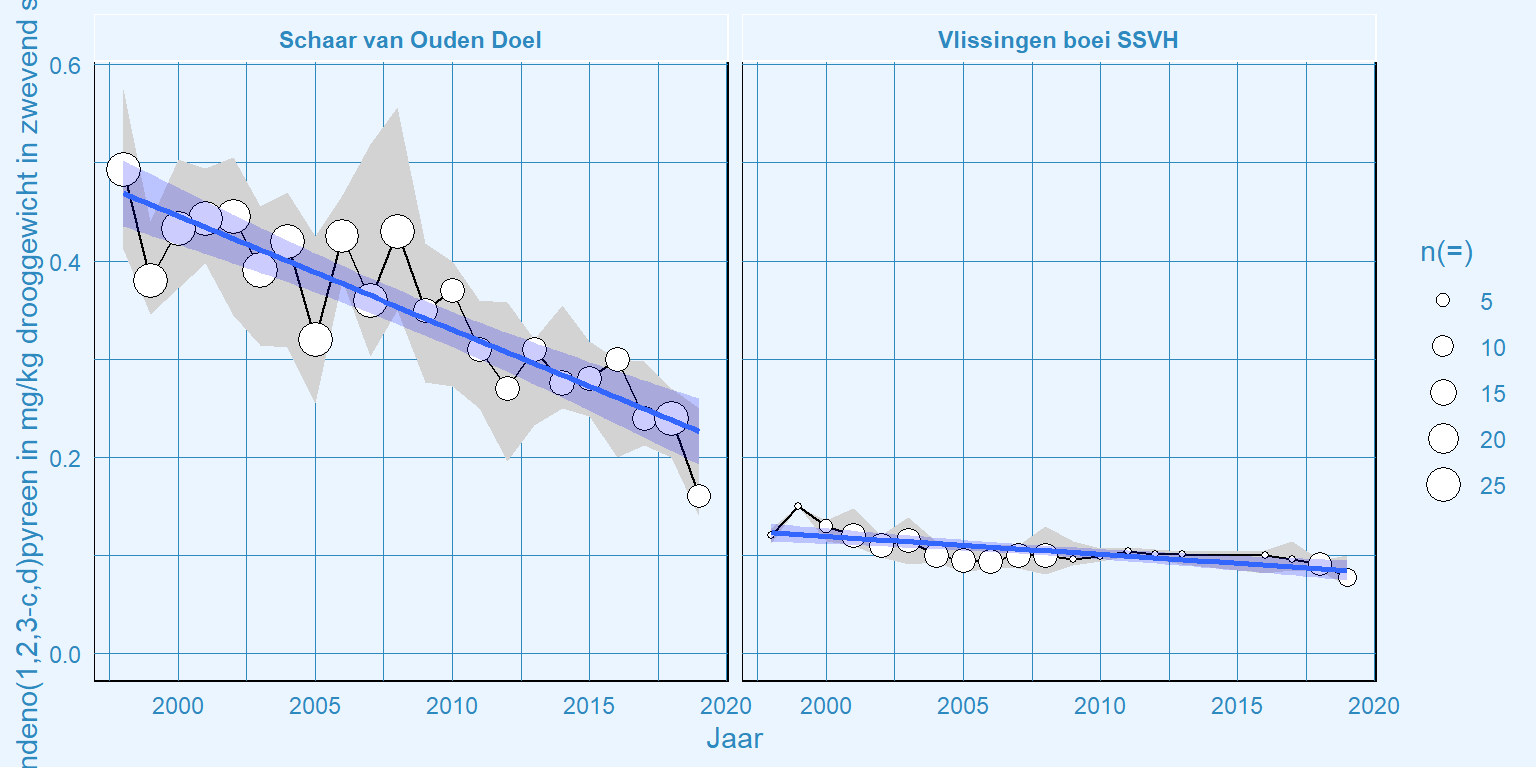 Schaar van Ouden Doel
Vlissingen boei SSVH
ndeno(1,2,3-c,d)pyreen in mg/kg drooggewicht in zwevend s
0.6
0.4
0.2
0.0
2000 2005 2010 2015 2020
2000 2005 2010 2015 2020
Jaar
n(=)
5
10
15
20
25